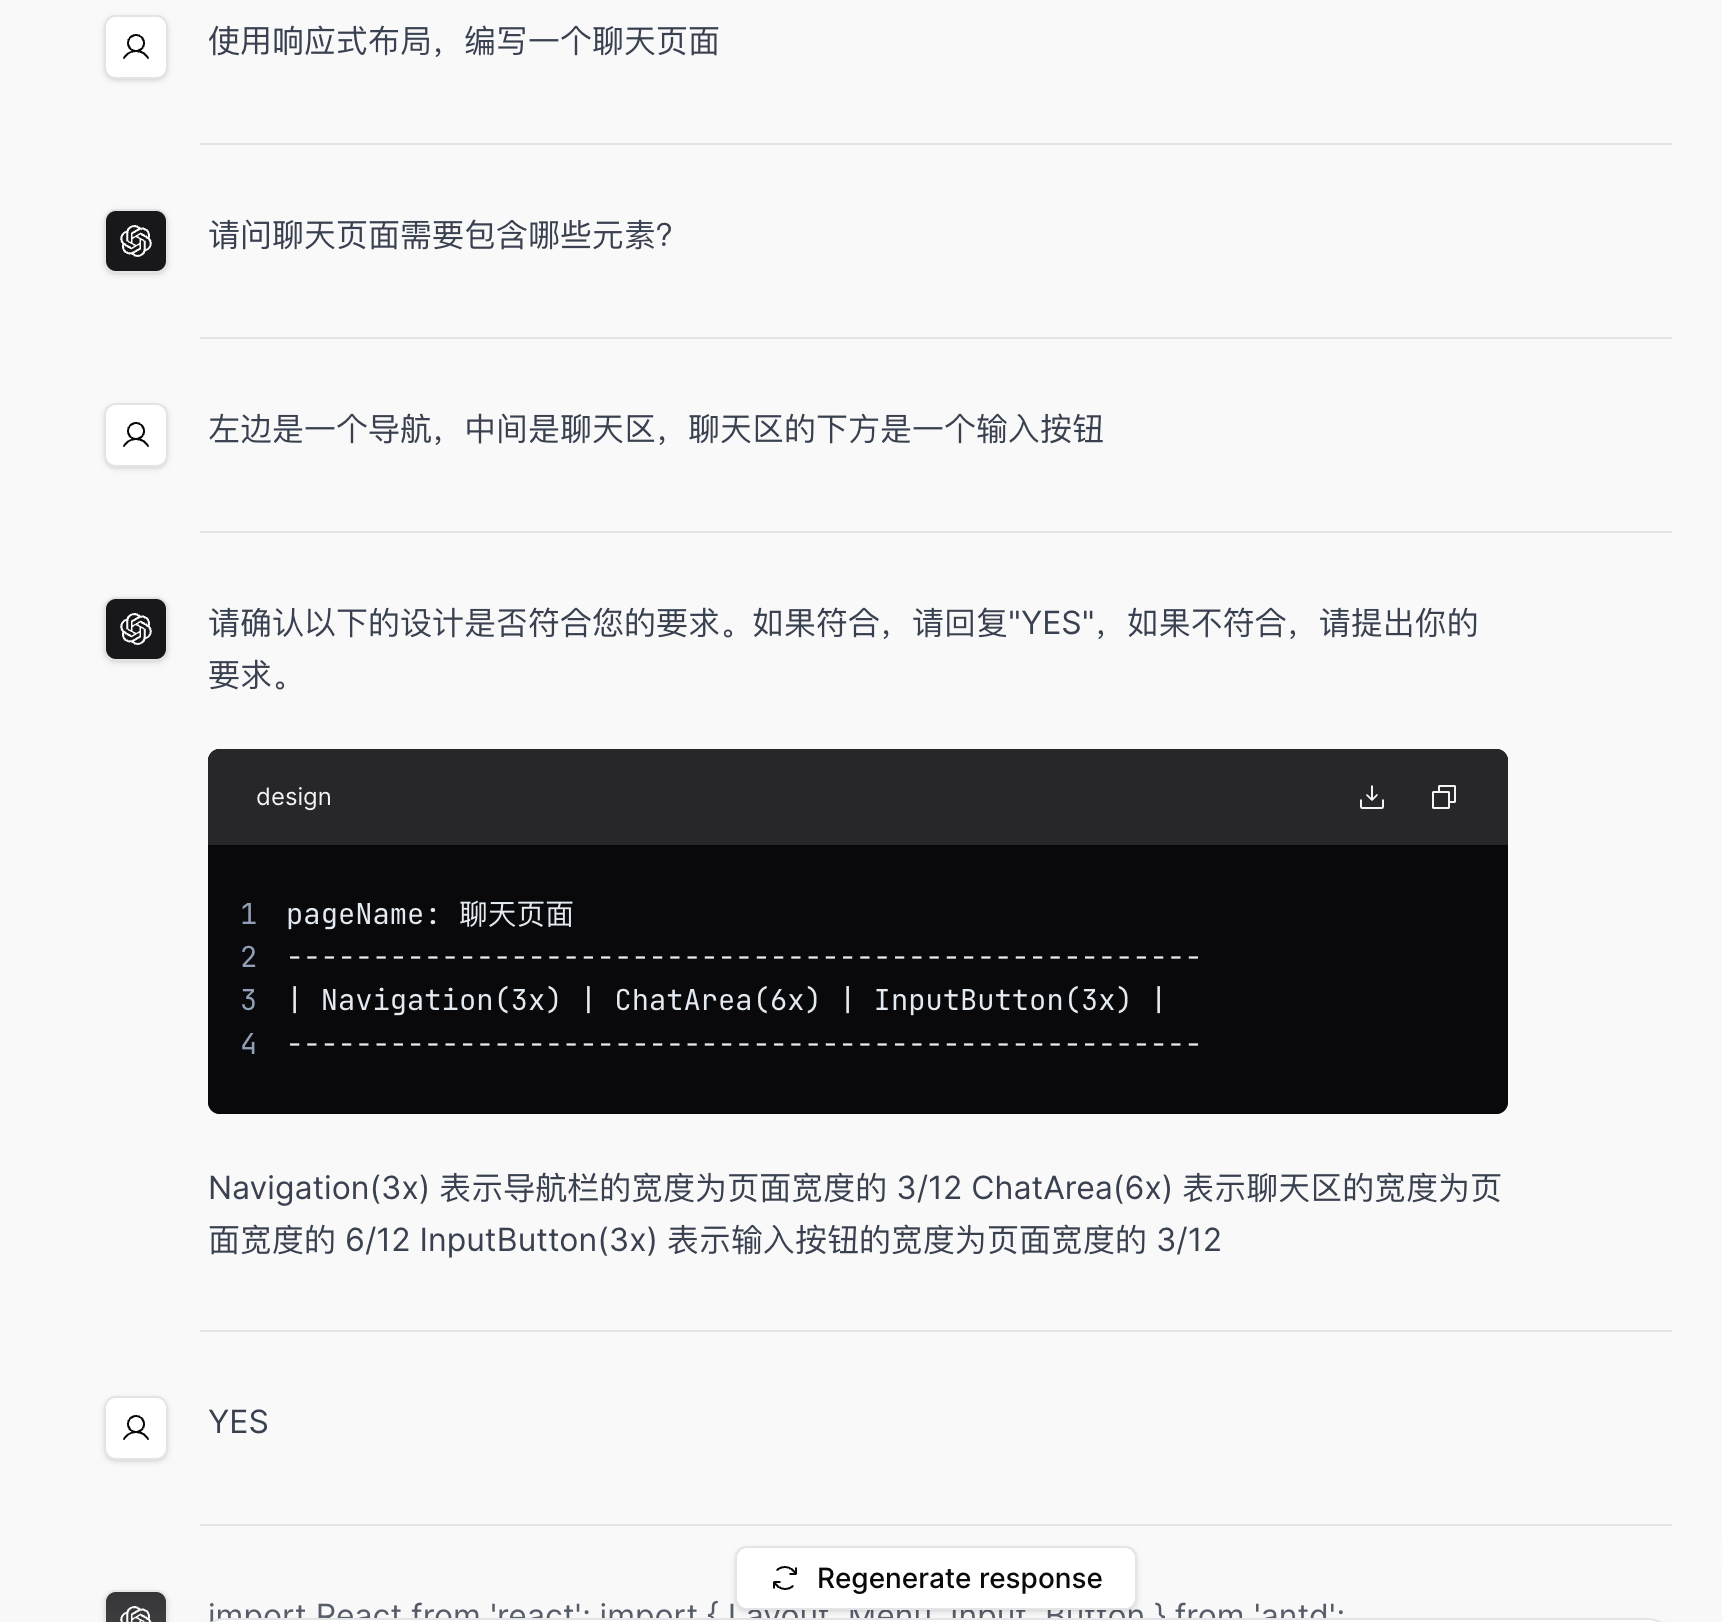 使用响应式布局，编写一个聊天页面
请问聊天页面需要包含哪些元素?
左边是一个导航，中间是聊天区，聊天区的下方是一个输入按钮
请确认以下的设计是否符合您的要求。如果符合，请回复"YES"，如果不符合，请提出你的
要求。
design
1 pageName: 聊天页面
2 -----------------------------------------------------
3 | Navigation(3x) | ChatArea(6x) | InputButton(3x) |
4 -----------------------------------------------------
Navigation(3x) 表示导航栏的宽度为页面宽度的 3/12 ChatArea(6x) 表示聊天区的宽度为页
面宽度的 6/12 InputButton(3x) 表示输入按钮的宽度为页面宽度的 3/12
YES
Regenerate response
import React from 'react'; import { Layout, Menu, Input, Button } from 'antd';